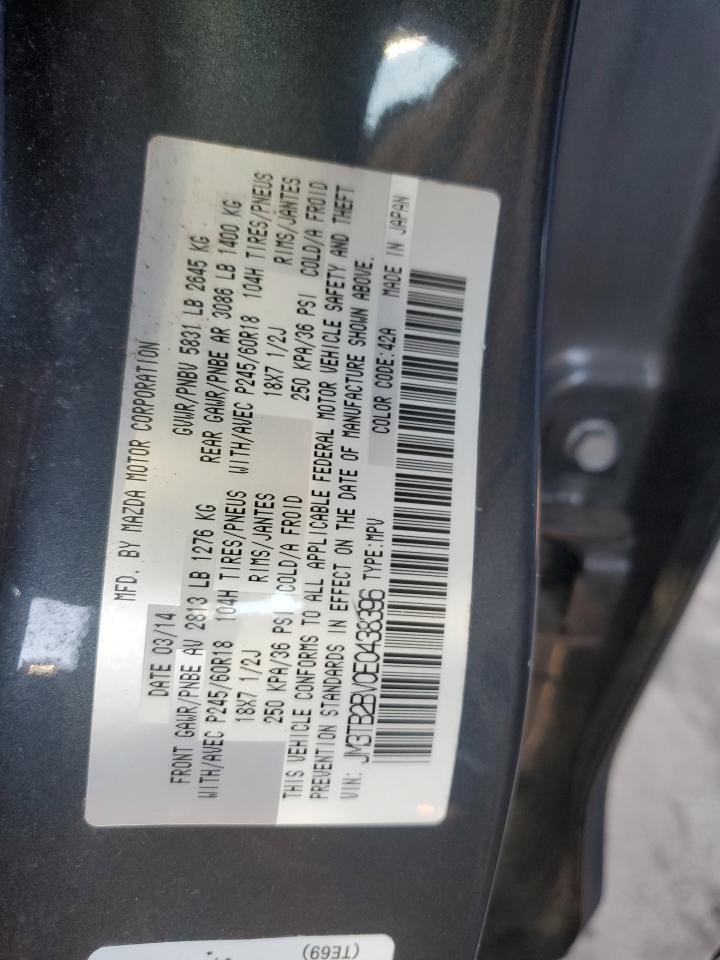 MFD. BY MAZDA MOTOR CORPORATION
DATE 03/14 GVWR/PNBV 5831 LB 2645 KG
FRONT GAWR/PNBE AV 2813 LB 1276 KG REAR GAWR/PNBE AR 3086 LB 1400 KG
WITH/AVEC P245/60R18 104H TIRES/PNEUS WITH/AVEC P245/60R18 104H TIRES/PNEUS
18X7 1/2J RIMS/JANTES 18X7 1/2J RIMS/JANTES
250 KPA/36 PSI COLD/A FROID 250 KPA/36 PSI COLD/A FROID
THIS VEHICLE CONFORMS TO ALL APPLICABLE FEDERAL MOTOR VEHICLE SAFETY AND THEFT
PREVENTION STANDARDS IN EFFECT ON THE DATE OF MANUFACTURE SHOWN ABOVE.
VIN: JM3TB2BV0E0438396 TYPE:MPV COLOR CODE:42A MADE IN JAPAN
(TE69)